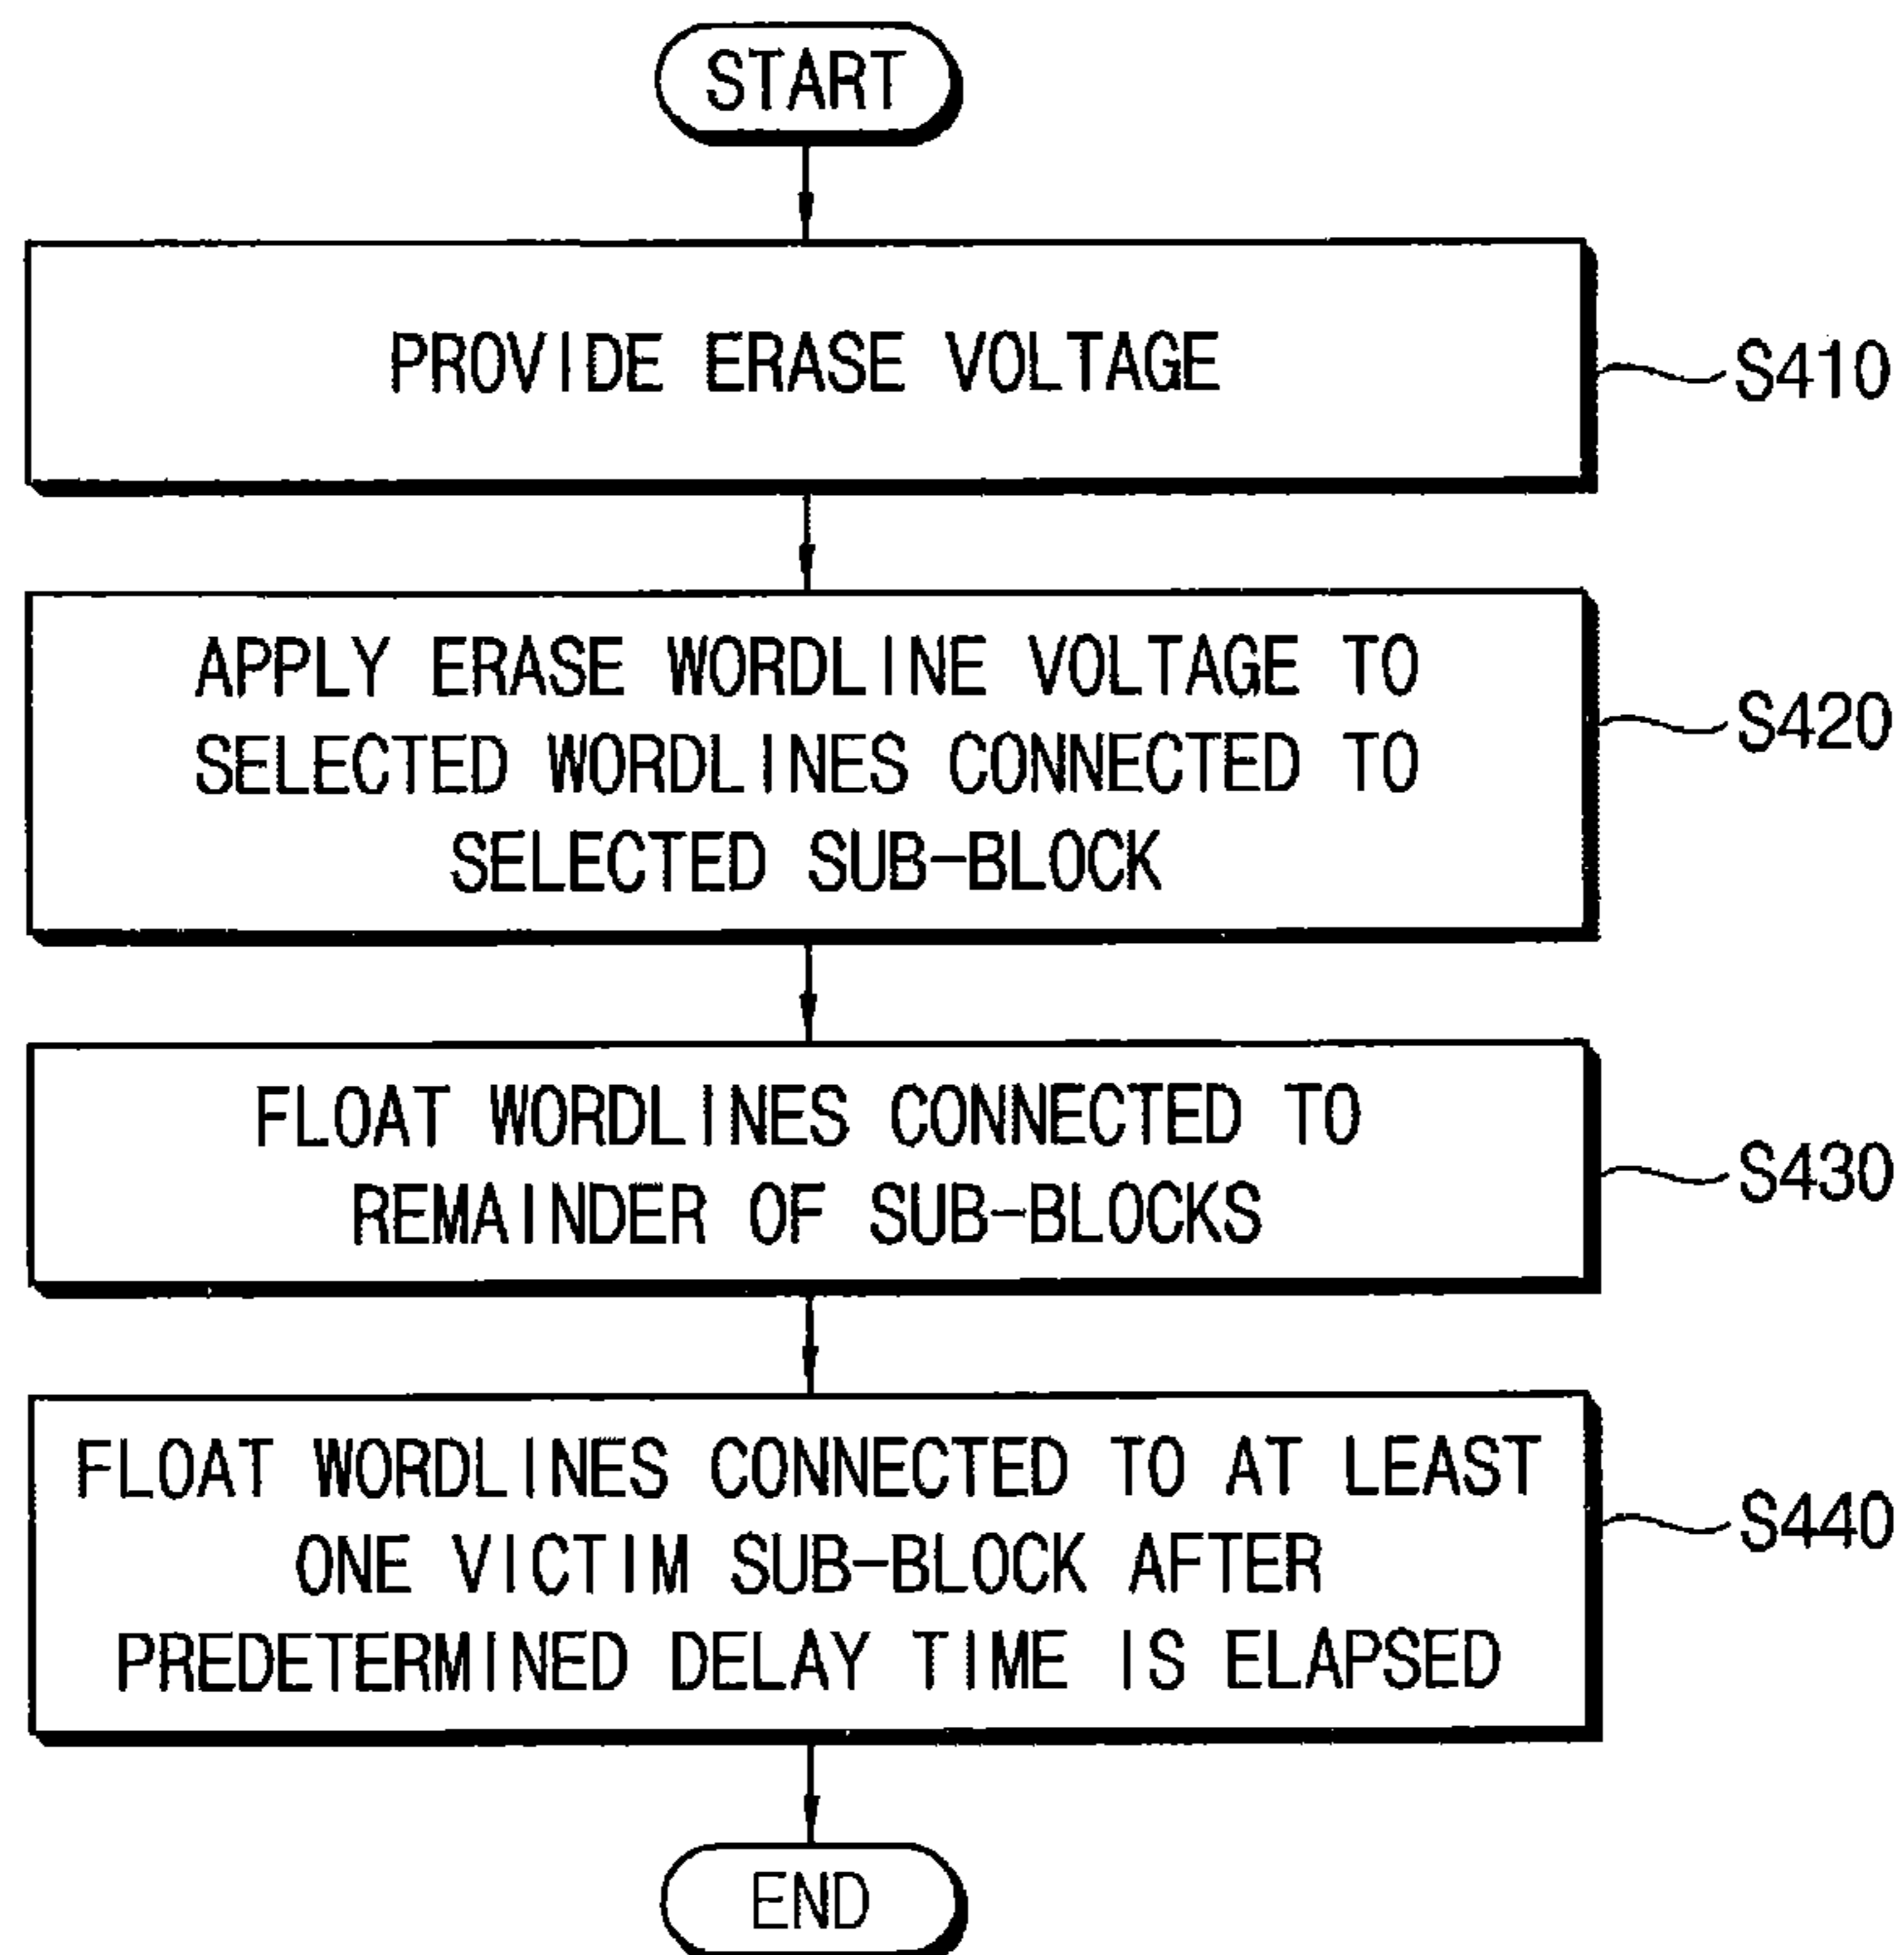 START
PROVIDE ERASE VOLTAGE
S410
APPLY ERASE WORDLINE VOLTAGE TO
SELECTED WORDLINES CONNECTED TO
SELECTED SUB-BLOCK
S420
FLOAT WORDLINES CONNECTED TO
REMAINDER OF SUB-BLOCKS
S430
FLOAT WORDLINES CONNECTED TO AT LEAST
ONE VICTIM SUB-BLOCK AFTER
PREDETERMINED DELAY TIME IS ELAPSED
S440
END